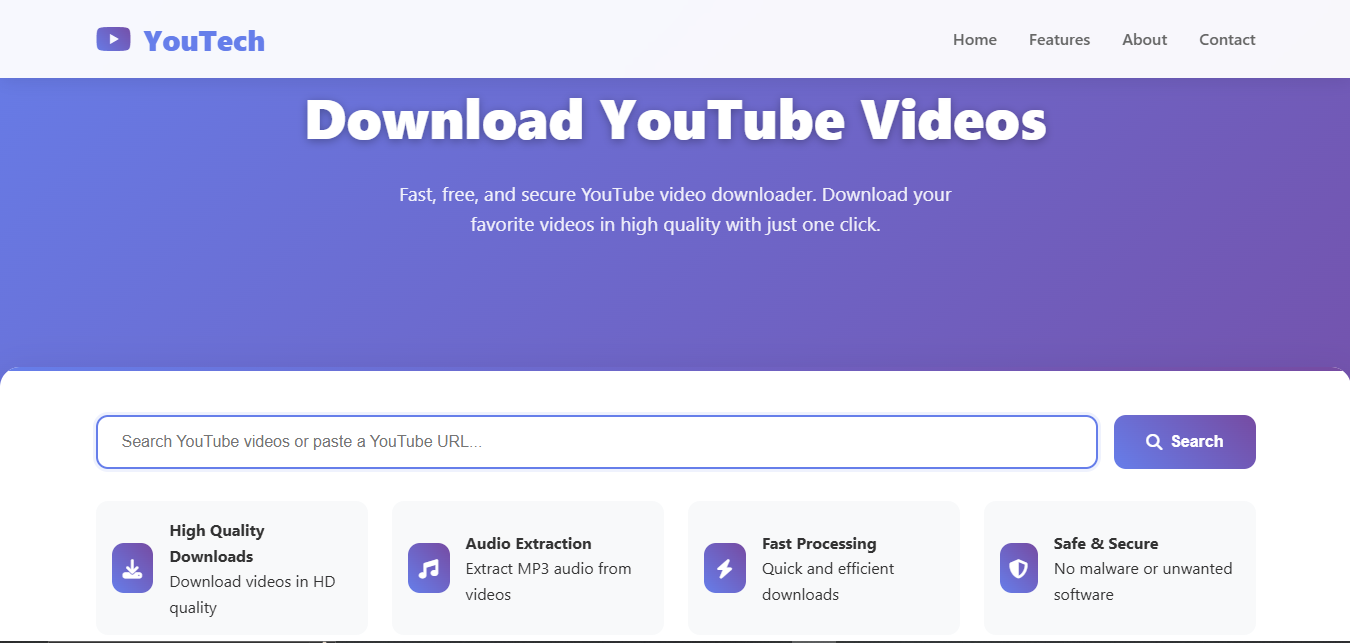 YouTech
Home
Features
About
Contact
Download YouTube Videos
Fast, free, and secure YouTube video downloader. Download your
favorite videos in high quality with just one click.
Search YouTube videos or paste a YouTube URL...
Search
High Quality
Downloads
Download videos in HD
quality
Audio Extraction
Extract MP3 audio from
videos
Fast Processing
Quick and efficient
downloads
Safe & Secure
No malware or unwanted
software